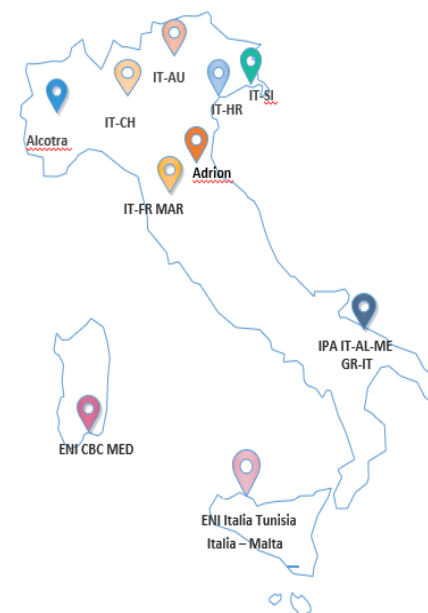 IT-AU
IT-SI
IT-HR
IT-CH
Alcotra
Adrion
IT-FR MAR
IPA IT-AL-ME
GR-IT
ENI CBC MED
ENI Italia Tunisia
Italia – Malta